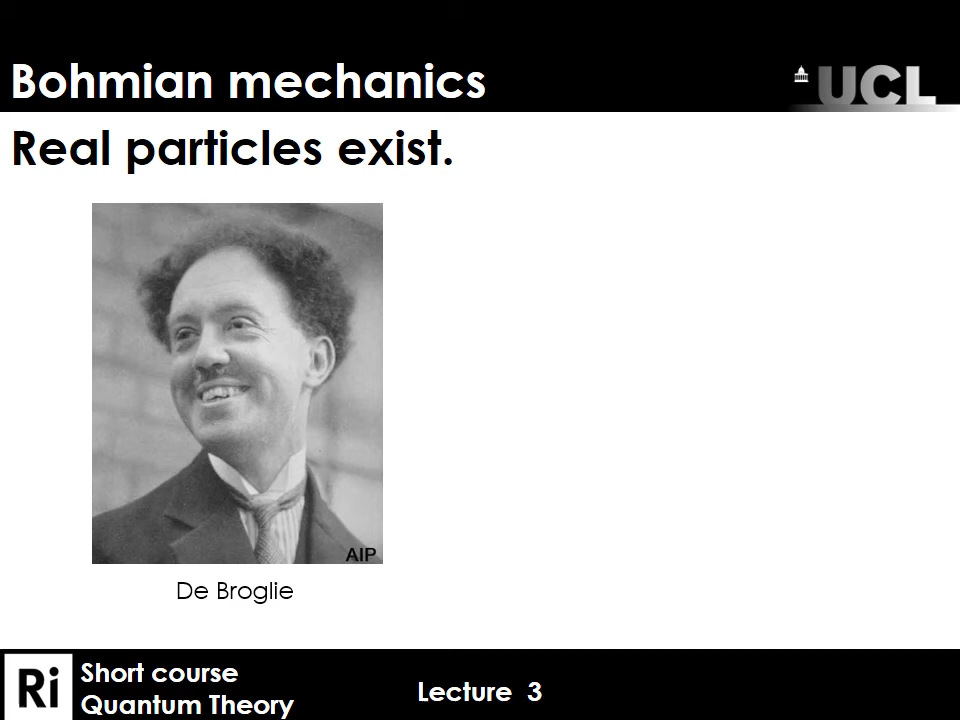 Bohmian mechanics
UCL
Real particles exist.
AIP
De Broglie
Ri
Short course
Quantum Theory
Lecture 3